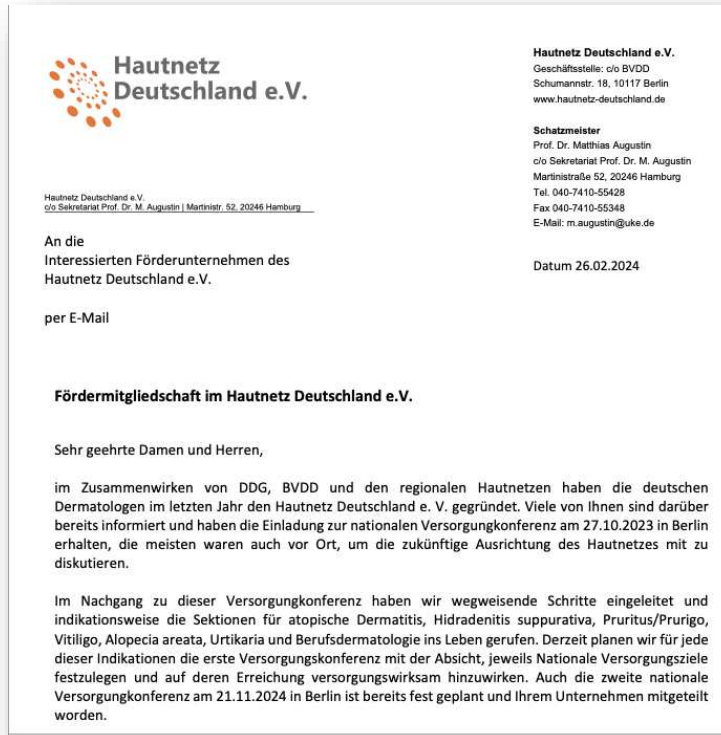 Hautnetz
Deutschland e.V.
Hautnetz Deutschland e.V.
Geschäftsstelle: c/o BVDD
Schumannstr. 18, 10117 Berlin
www.hautnetz-deutschland.de
Schatzmeister
Prof. Dr. Matthias Augustin
c/o Sekretariat Prof. Dr. M. Augustin
Martinistraße 52, 20246 Hamburg
Tel. 040-7410-55428
Fax 040-7410-55348
E-Mail: m.augustin@uke.de
Hautnetz Deutschland e.V.
c/o Sekretariat Prof. Dr. M. Augustin | Martinistr. 52, 20246 Hamburg
An die
Interessierten Förderunternehmen des
Hautnetz Deutschland e.V.
Datum 26.02.2024
per E-Mail
Fördermitgliedschaft im Hautnetz Deutschland e.V.
Sehr geehrte Damen und Herren,
im Zusammenwirken von DDG, BVDD und den regionalen Hautnetzen haben die deutschen
Dermatologen im letzten Jahr den Hautnetz Deutschland e. V. gegründet. Viele von Ihnen sind darüber
bereits informiert und haben die Einladung zur nationalen Versorgungkonferenz am 27.10.2023 in Berlin
erhalten, die meisten waren auch vor Ort, um die zukünftige Ausrichtung des Hautnetzes mit zu
diskutieren.
Im Nachgang zu dieser Versorgungkonferenz haben wir wegweisende Schritte eingeleitet und
indikationsweise die Sektionen für atopische Dermatitis, Hidradenitis suppurativa, Pruritus/Prurigo,
Vitiligo, Alopecia areata, Urtikaria und Berufsdermatologie ins Leben gerufen. Derzeit planen wir für jede
dieser Indikationen die erste Versorgungskonferenz mit der Absicht, jeweils Nationale Versorgungsziele
festzulegen und auf deren Erreichung versorgungswirksam hinzuwirken. Auch die zweite nationale
Versorgungkonferenz am 21.11.2024 in Berlin ist bereits fest geplant und Ihrem Unternehmen mitgeteilt
worden.